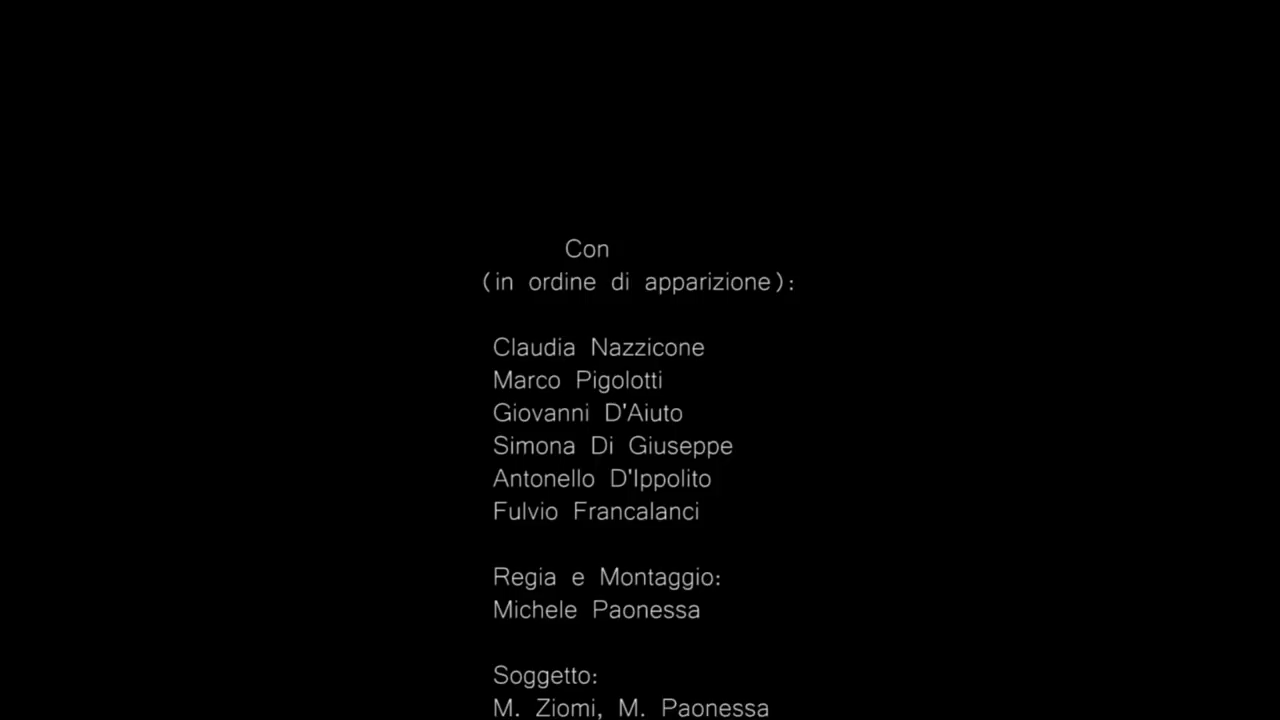 Con
(in ordine di apparizione):
Claudia Nazzicone
Marco Pigolotti
Giovanni D'Aiuto
Simona Di Giuseppe
Antonello D'Ippolito
Fulvio Francalanci
Regia e Montaggio:
Michele Paonessa
Soggetto:
M. Ziomi, M. Paonessa